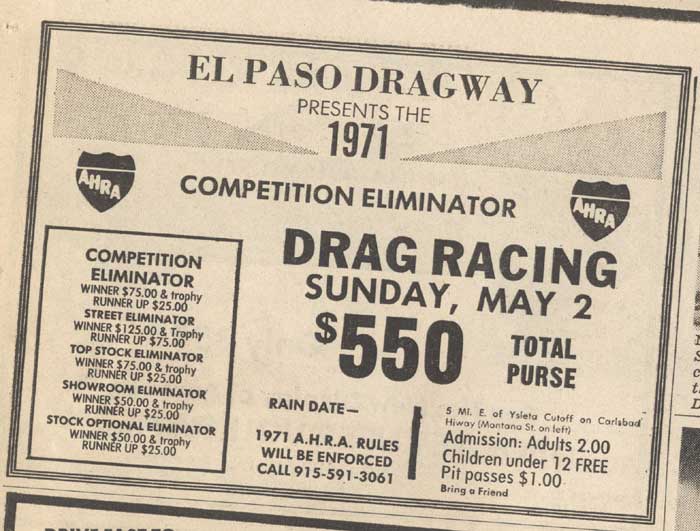 EL PASO DRAGWAY
PRESENTS THE
1971
AHRA
AHRA
COMPETITION ELIMINATOR
DRAG RACING
SUNDAY, MAY 2
$550
TOTAL
PURSE
COMPETITION
ELIMINATOR
WINNER $75.00 & trophy
RUNNER UP $25.00
STREET ELIMINATOR
WINNER $125.00 & Trophy
RUNNER UP $75.00
TOP STOCK ELIMINATOR
WINNER $75.00 & trophy
RUNNER UP $25.00
SHOWROOM ELIMINATOR
WINNER $50.00 & trophy
RUNNER UP $25.00
STOCK OPTIONAL ELIMINATOR
WINNER $50.00 & trophy
RUNNER UP $25.00
RAIN DATE—
1971 A.H.R.A. RULES
WILL BE ENFORCED
CALL 915-591-3061
5 Mi. E. of Ysleta Cutoff on Carlsbad
Hiway (Montana St. on left)
Admission: Adults 2.00
Children under 12 FREE
Pit passes $1.00
Bring a Friend